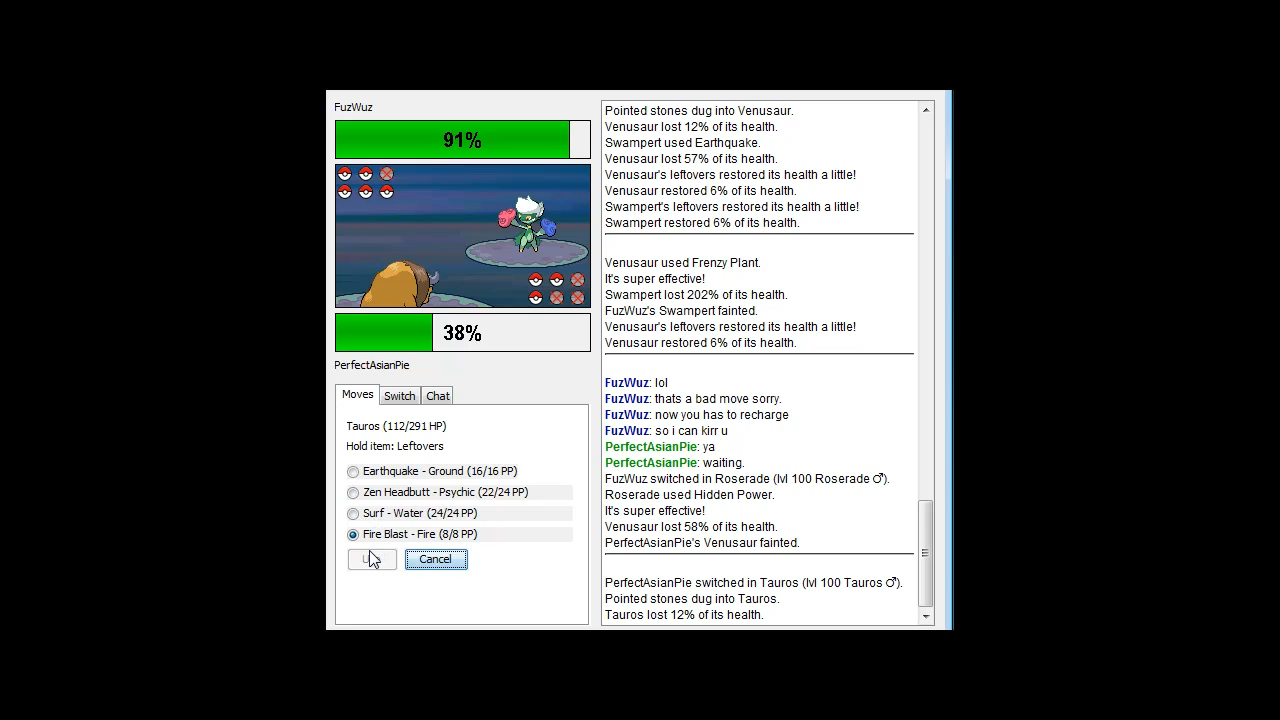 FuzWuz
91%
38%
PerfectAsianPie
Moves
Switch
Chat
Tauros (112/291 HP)
Hold item: Leftovers
Earthquake - Ground (16/16 PP)
Zen Headbutt - Psychic (22/24 PP)
Surf - Water (24/24 PP)
Fire Blast - Fire (8/8 PP)
Cancel
Pointed stones dug into Venusaur.
Venusaur lost 12% of its health.
Swampert used Earthquake.
Venusaur lost 57% of its health.
Venusaur's leftovers restored its health a little!
Venusaur restored 6% of its health.
Swampert's leftovers restored its health a little!
Swampert restored 6% of its health.
Venusaur used Frenzy Plant.
It's super effective!
Swampert lost 202% of its health.
FuzWuz's Swampert fainted.
Venusaur's leftovers restored its health a little!
Venusaur restored 6% of its health.
FuzWuz: lol
FuzWuz: thats a bad move sorry.
FuzWuz: now you has to recharge
FuzWuz: so i can kirr u
PerfectAsianPie: ya
PerfectAsianPie: waiting.
FuzWuz switched in Roserade (lvl 100 Roserade ♂).
Roserade used Hidden Power.
It's super effective!
Venusaur lost 58% of its health.
PerfectAsianPie's Venusaur fainted.
PerfectAsianPie switched in Tauros (lvl 100 Tauros ♂).
Pointed stones dug into Tauros.
Tauros lost 12% of its health.